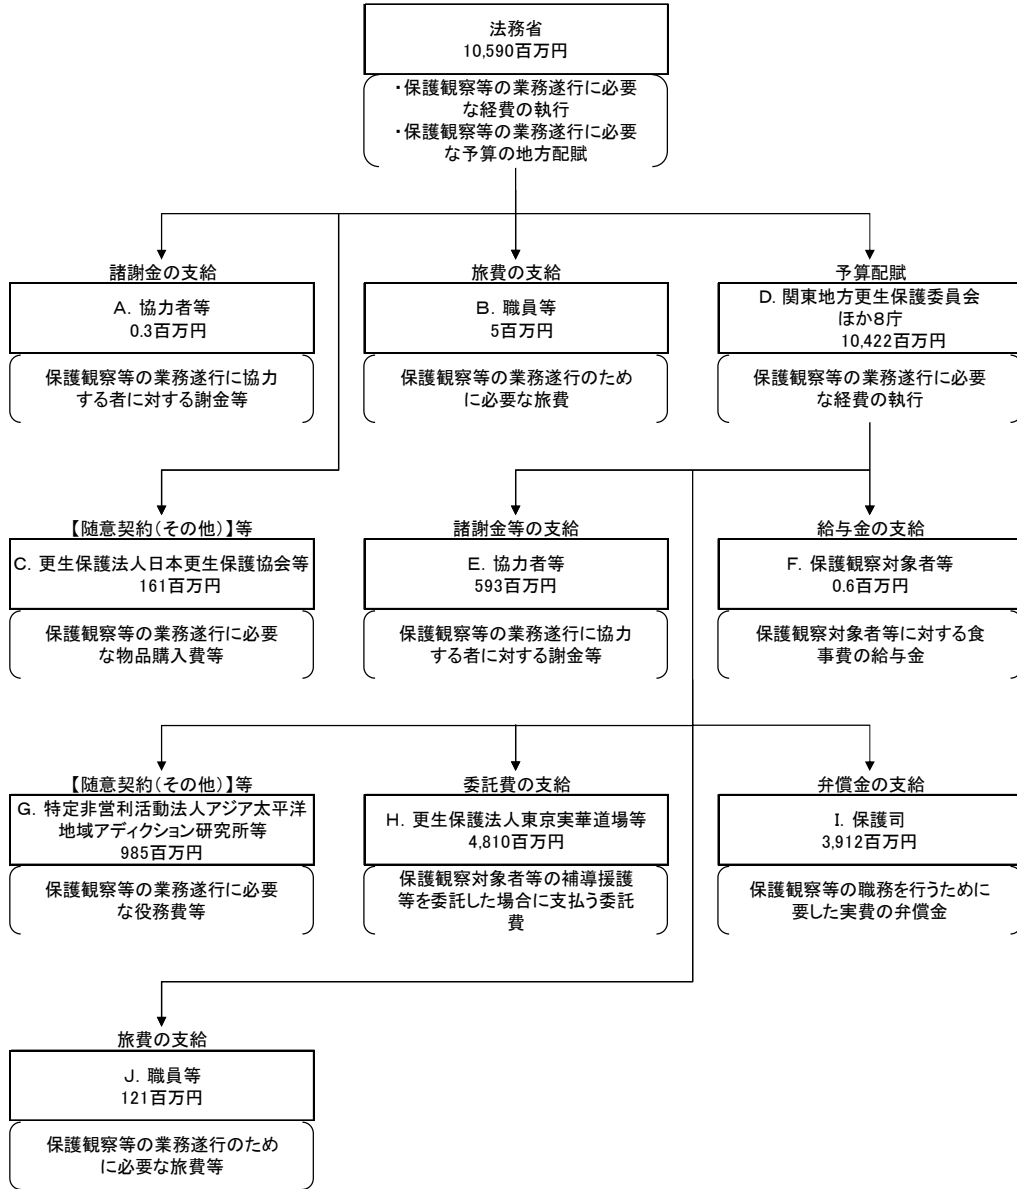 法務省
10,590百万円
・保護観察等の業務遂行に必要
な経費の執行
・保護観察等の業務遂行に必要
な予算の地方配賦
諸謝金の支給
A. 協力者等
0.3百万円
保護観察等の業務遂行に協力
する者に対する謝金等
旅費の支給
B. 職員等
5百万円
保護観察等の業務遂行のため
に必要な旅費
予算配賦
D. 関東地方更生保護委員会
ほか8庁
10,422百万円
保護観察等の業務遂行に必要
な経費の執行
【随意契約(その他)】等
C. 更生保護法人日本更生保護協会等
161百万円
保護観察等の業務遂行に必要
な物品購入費等
諸謝金等の支給
E. 協力者等
593百万円
保護観察等の業務遂行に協力
する者に対する謝金等
給与金の支給
F. 保護観察対象者等
0.6百万円
保護観察対象者等に対する食
事費の給与金
【随意契約(その他)】等
G. 特定非営利活動法人アジア太平洋
地域アディクション研究所等
985百万円
保護観察等の業務遂行に必要
な役務費等
委託費の支給
H. 更生保護法人東京実華道場等
4,810百万円
保護観察対象者等の補導援護
等を委託した場合に支払う委託
費
弁償金の支給
I. 保護司
3,912百万円
保護観察等の職務を行うために
要した実費の弁償金
旅費の支給
J. 職員等
121百万円
保護観察等の業務遂行のため
に必要な旅費等